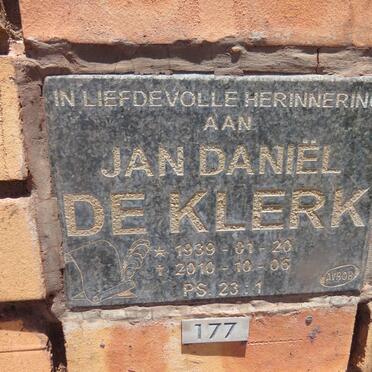 IN LIEFDEVOLLE HERINNERING
AAN
JAN DANIËL
DE KLERK
* 1939-01-20
† 2010-10-06
PS. 23:1
AVBOB
177